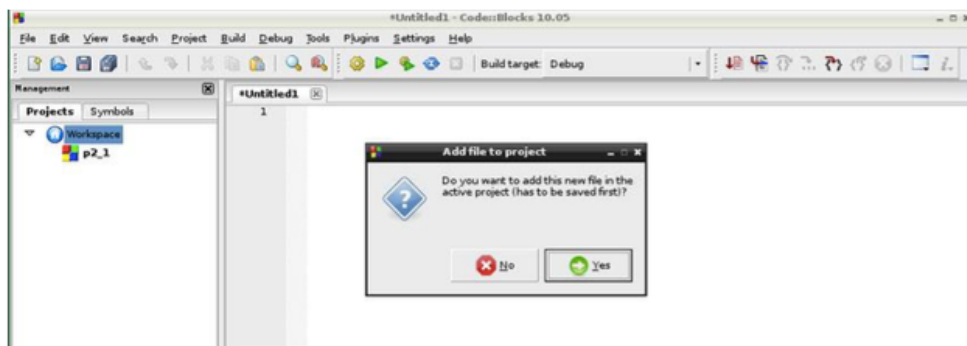 *Untitled1 - Code::Blocks 10.05
File Edit View Search Project Build Debug Tools Plugins Settings Help
Build target: Debug
Management
*Untitled1
Projects Symbols
1
Workspace
p2_1
Add file to project
Do you want to add this new file in the
active project (has to be saved first)?
No Yes